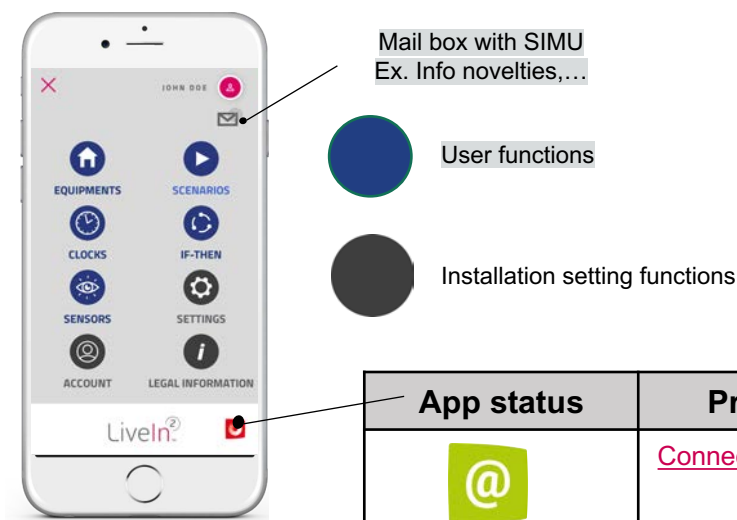 Mail box with SIMU
Ex. Info novelties,…
JOHN DOE
EQUIPMENTS
SCENARIOS
User functions
CLOCKS
IF-THEN
Installation setting functions
SENSORS
SETTINGS
i
ACCOUNT
LEGAL INFORMATION
App status
LiveIn2
@